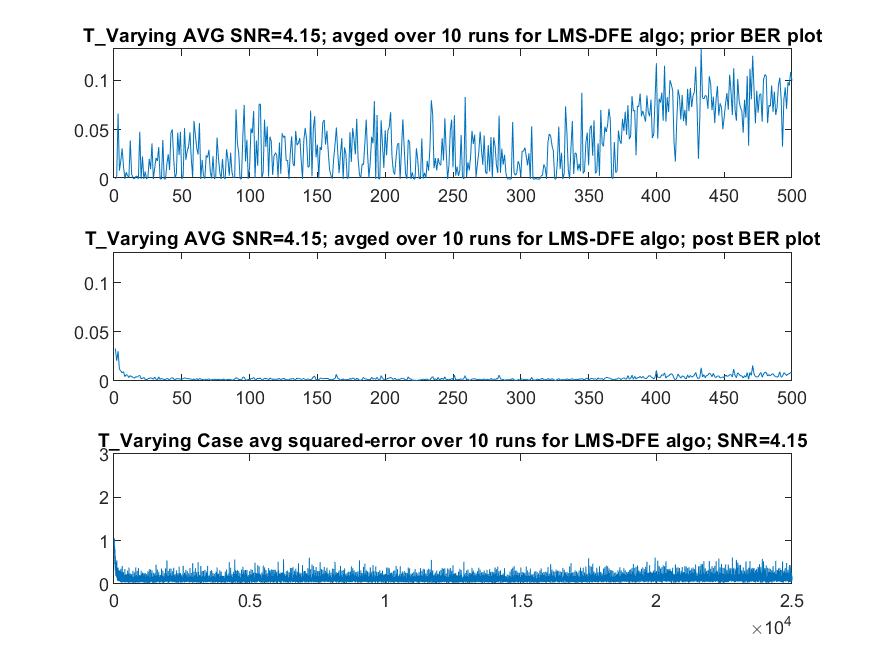 T_Varying AVG SNR=4.15; avged over 10 runs for LMS-DFE algo; prior BER plot
0.1
0.05
0
0 50 100 150 200 250 300 350 400 450 500
T_Varying AVG SNR=4.15; avged over 10 runs for LMS-DFE algo; post BER plot
0.1
0.05
0
0 50 100 150 200 250 300 350 400 450 500
T_Varying Case avg squared-error over 10 runs for LMS-DFE algo; SNR=4.15
3
2
1
0
0 0.5 1 1.5 2 2.5
×10⁴